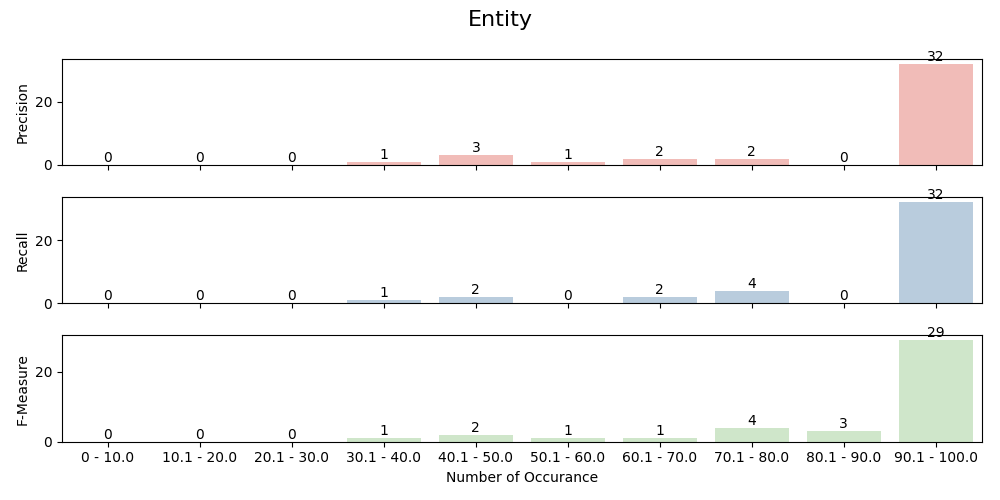 Entity
Precision
20
0
0 0 0 1 3 1 2 2 0 32
Recall
20
0
0 0 0 1 2 0 2 4 0 32
F-Measure
20
0
0 0 0 1 2 1 1 4 3 29
0 - 10.0 10.1 - 20.0 20.1 - 30.0 30.1 - 40.0 40.1 - 50.0 50.1 - 60.0 60.1 - 70.0 70.1 - 80.0 80.1 - 90.0 90.1 - 100.0
Number of Occurance